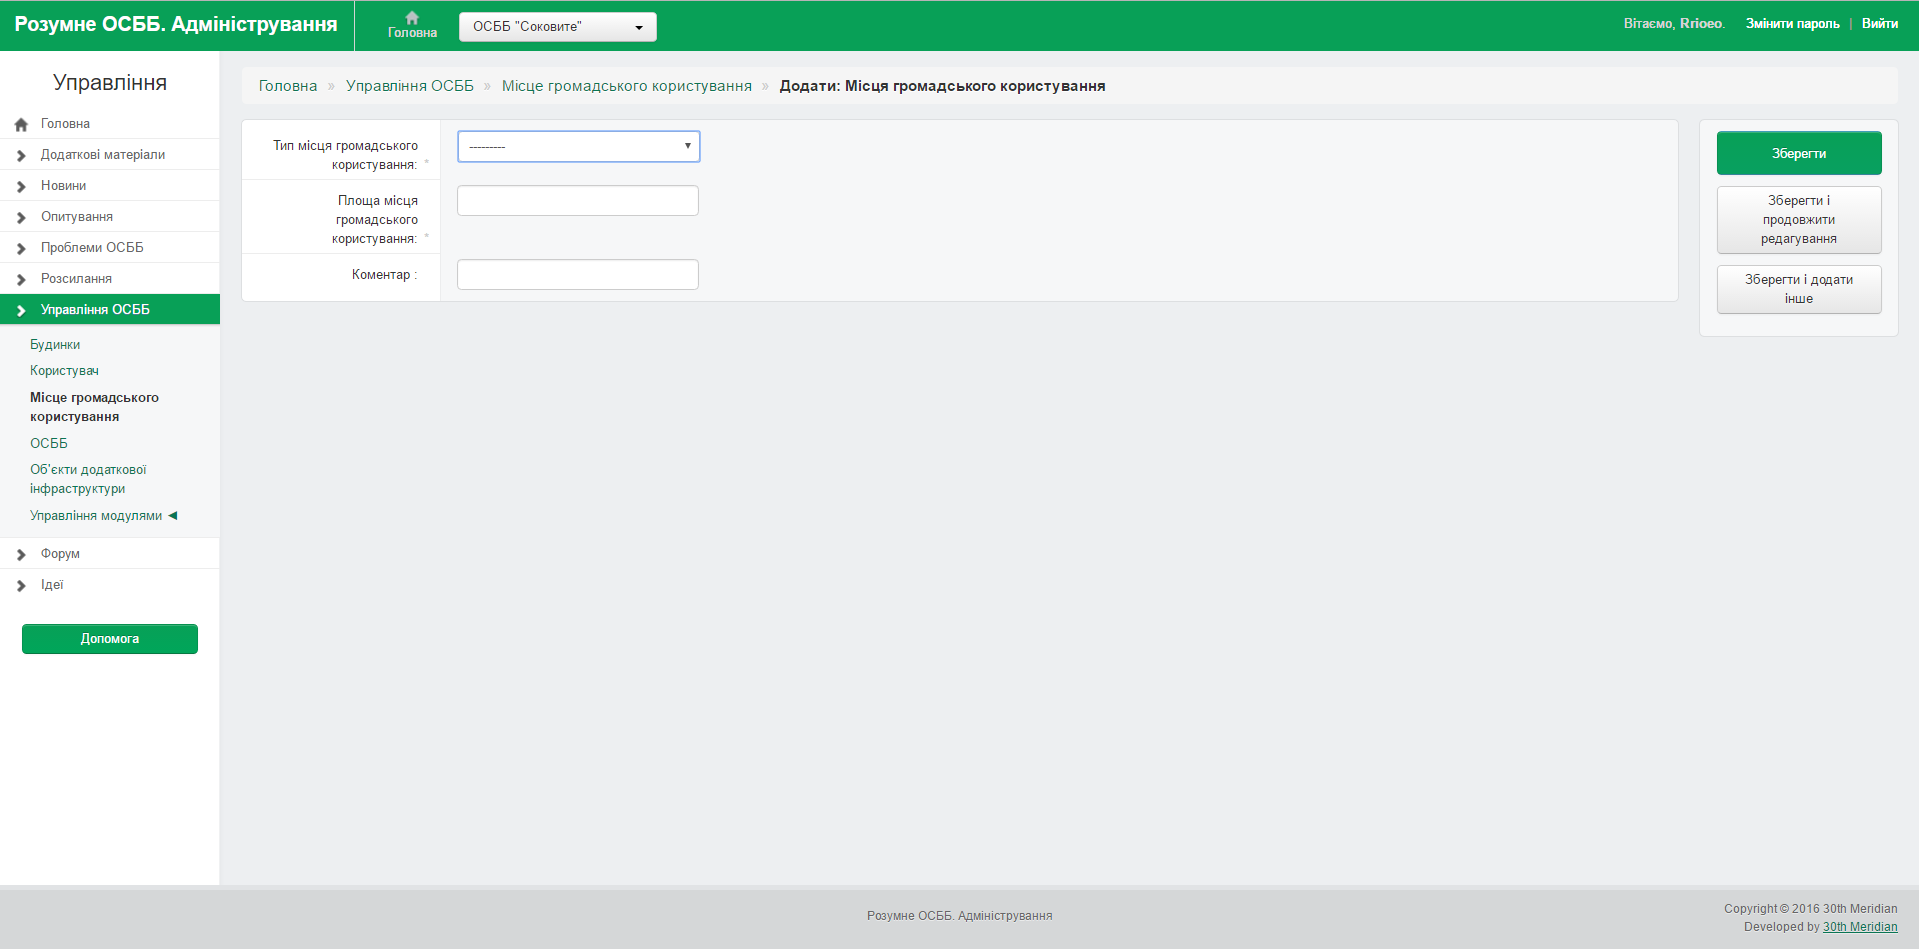 Розумне ОСББ. Адміністрування
Головна
ОСББ "Соковите"
Вітаємо, Rrioeo. Змінити пароль | Вийти
Управління
Головна
Додаткові матеріали
Новини
Опитування
Проблеми ОСББ
Розсилання
Управління ОСББ
Будинки
Користувач
Місце громадського
користування
ОСББ
Об'єкти додаткової
інфраструктури
Управління модулями
Форум
Ідеї
Допомога
Головна » Управління ОСББ » Місце громадського користування » Додати: Місця громадського користування
Тип місця громадського
користування: *
---------
Площа місця
громадського
користування: *
Коментар :
Зберегти
Зберегти і
продовжити
редагування
Зберегти і додати
інше
Розумне ОСББ. Адміністрування
Copyright © 2016 30th Meridian
Developed by 30th Meridian